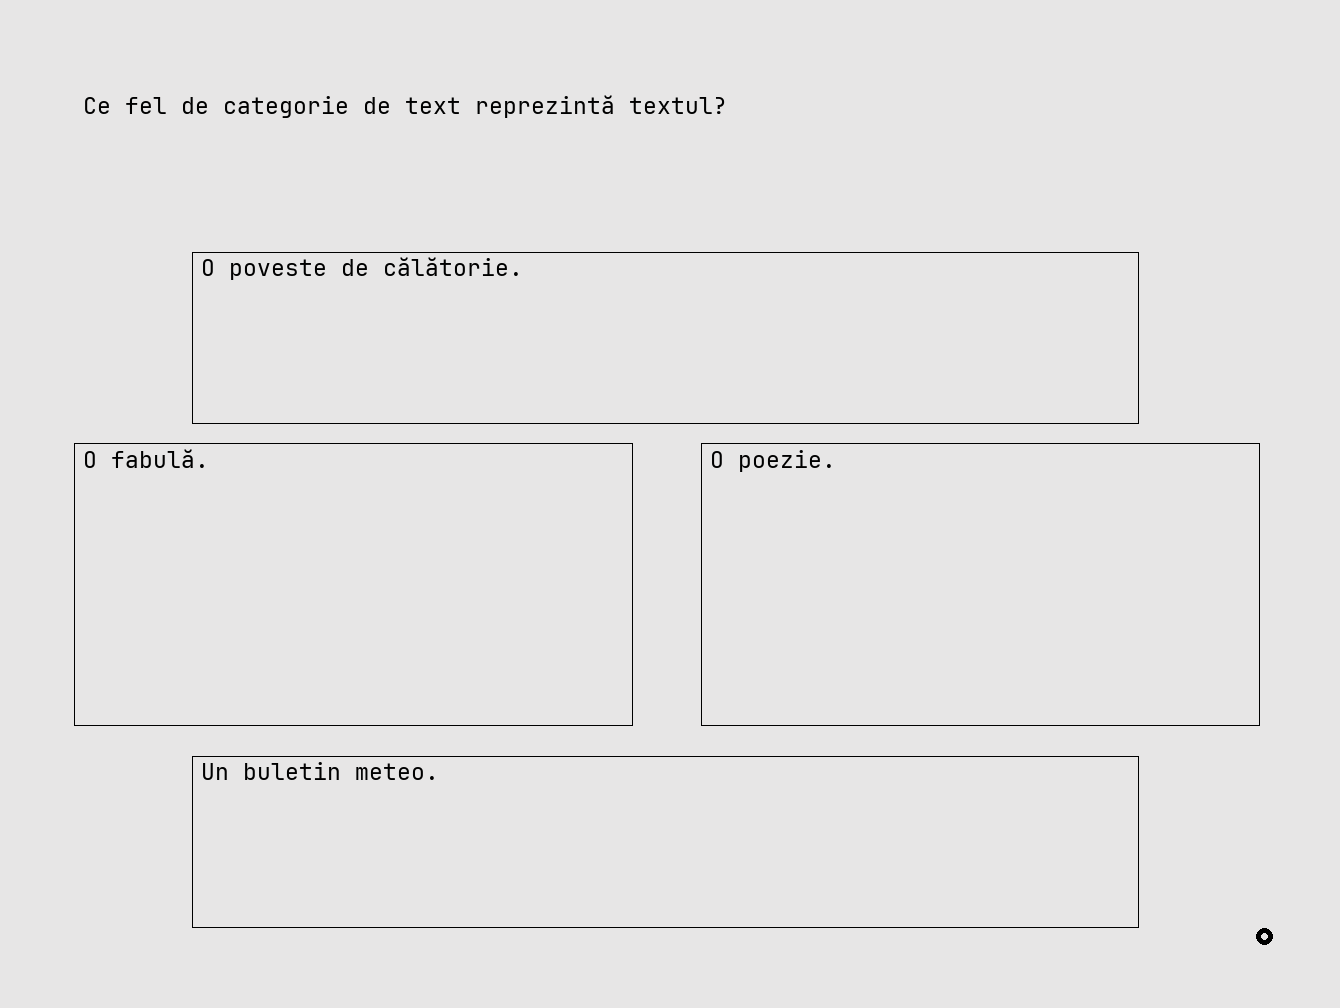 Ce fel de categorie de text reprezintă textul?
O poveste de călătorie.
O fabulă.
O poezie.
Un buletin meteo.